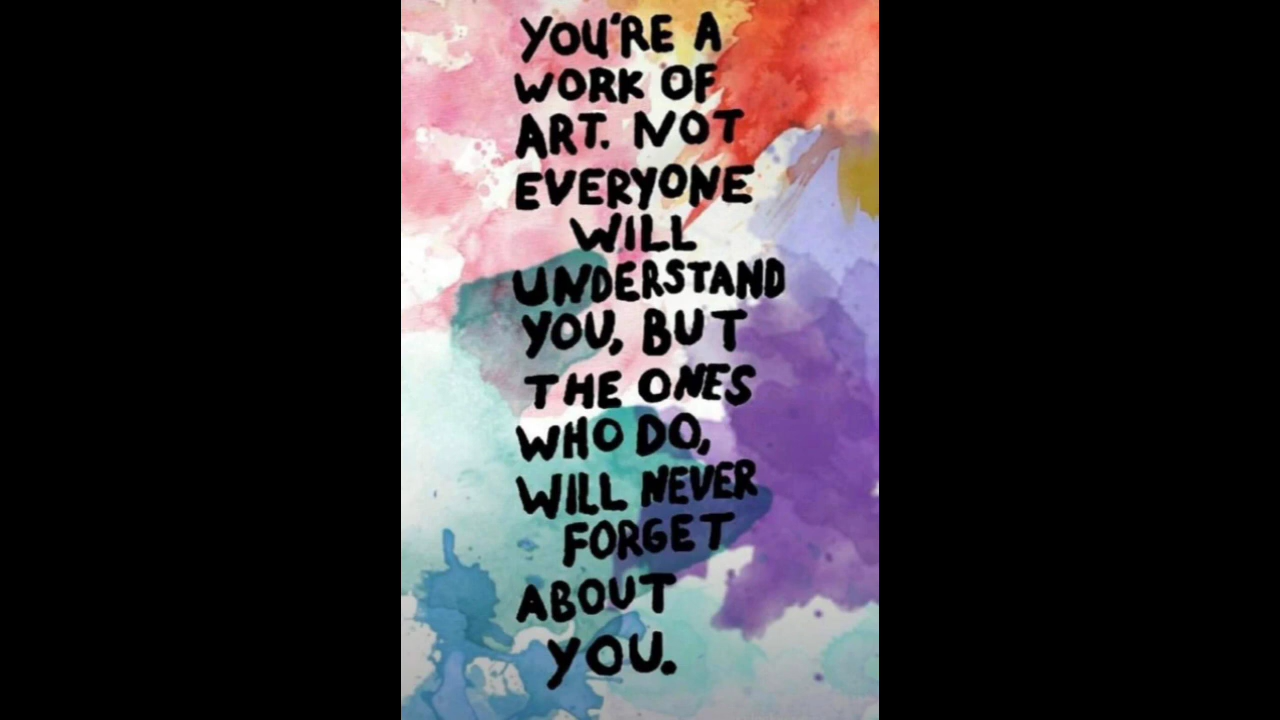 YOU'RE A
WORK OF
ART. NOT
EVERYONE
WILL
UNDERSTAND
YOU, BUT
THE ONES
WHO DO,
WILL NEVER
FORGET
ABOUT
YOU.